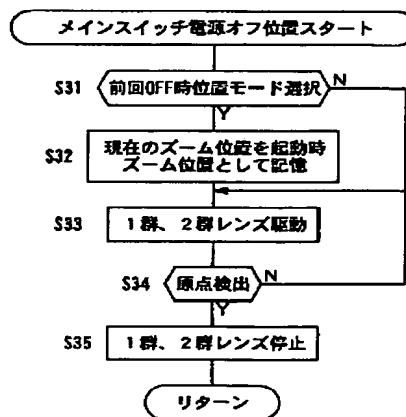 メインスイッチ電源オフ位置スタート
S31 前回OFF時位置モード選択 N
Y
S32 現在のズーム位置を起動時
ズーム位置として記憶
S33 1群、2群レンズ駆動
S34 原点検出 N
Y
S35 1群、2群レンズ停止
リターン